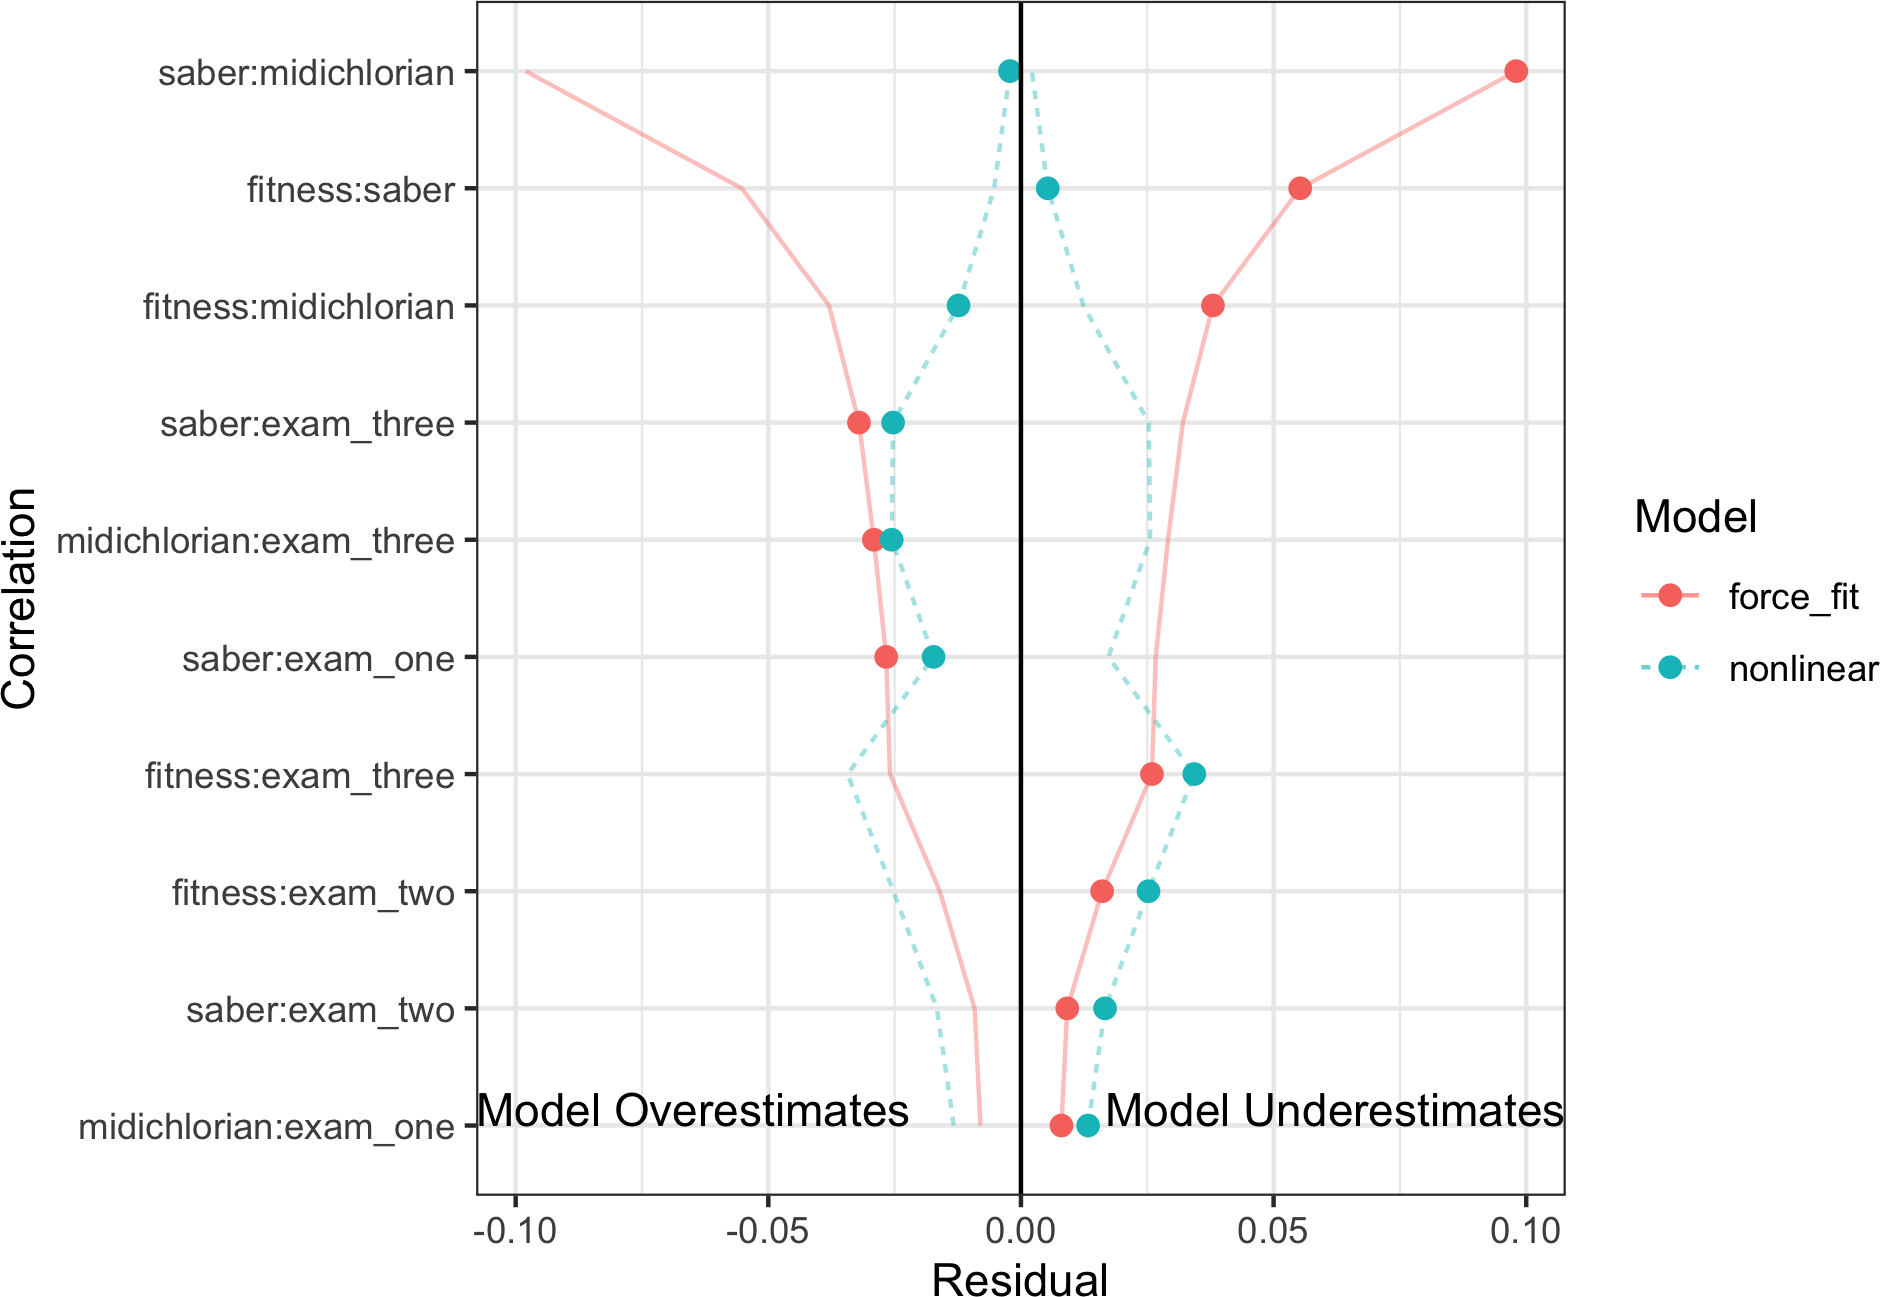 saber:midichlorian
fitness:saber
fitness:midichlorian
saber:exam_three
midichlorian:exam_three
saber:exam_one
fitness:exam_three
fitness:exam_two
saber:exam_two
midichlorian:exam_one
Correlation
Model Overestimates
Model Underestimates
-0.10
-0.05
0.00
0.05
0.10
Residual
Model
force_fit
nonlinear